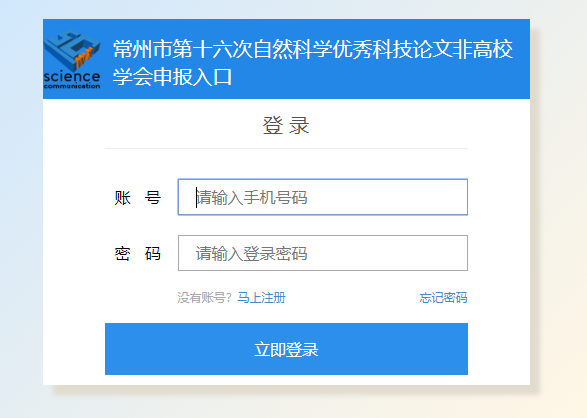 science
communication
常州市第十六次自然科学优秀科技论文非高校
学会申报入口
登 录
账 号
请输入手机号码
密 码
请输入登录密码
没有账号？马上注册
忘记密码
立即登录